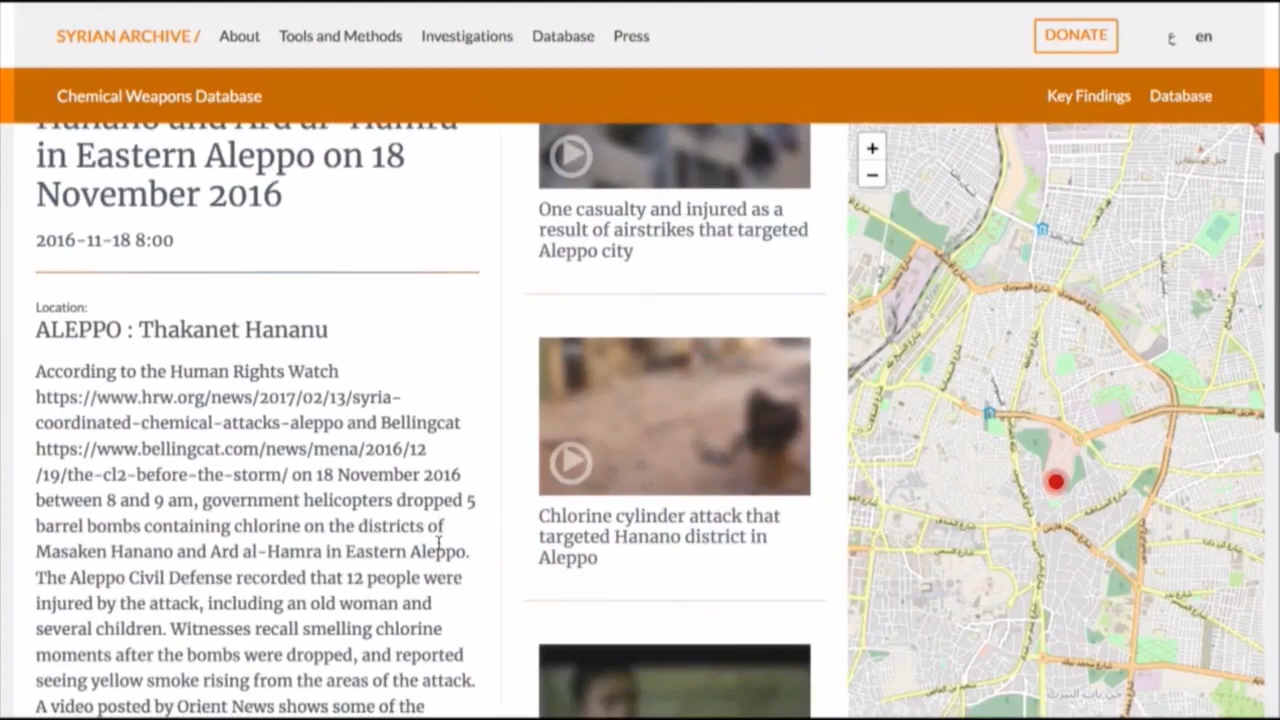 SYRIAN ARCHIVE /
About
Tools and Methods
Investigations
Database
Press
DONATE
ع
en
Chemical Weapons Database
Key Findings
Database
Hanano and Ard al-Hamra
in Eastern Aleppo on 18
November 2016
2016-11-18 8:00
Location:
ALEPPO : Thakanet Hananu
According to the Human Rights Watch
https://www.hrw.org/news/2017/02/13/syria-
coordinated-chemical-attacks-aleppo and Bellingcat
https://www.bellingcat.com/news/mena/2016/12
/19/the-cl2-before-the-storm/ on 18 November 2016
between 8 and 9 am, government helicopters dropped 5
barrel bombs containing chlorine on the districts of
Masaken Hanano and Ard al-Hamra in Eastern Aleppo.
The Aleppo Civil Defense recorded that 12 people were
injured by the attack, including an old woman and
several children. Witnesses recall smelling chlorine
moments after the bombs were dropped, and reported
seeing yellow smoke rising from the areas of the attack.
A video posted by Orient News shows some of the
One casualty and injured as a
result of airstrikes that targeted
Aleppo city
Chlorine cylinder attack that
targeted Hanano district in
Aleppo
+
−